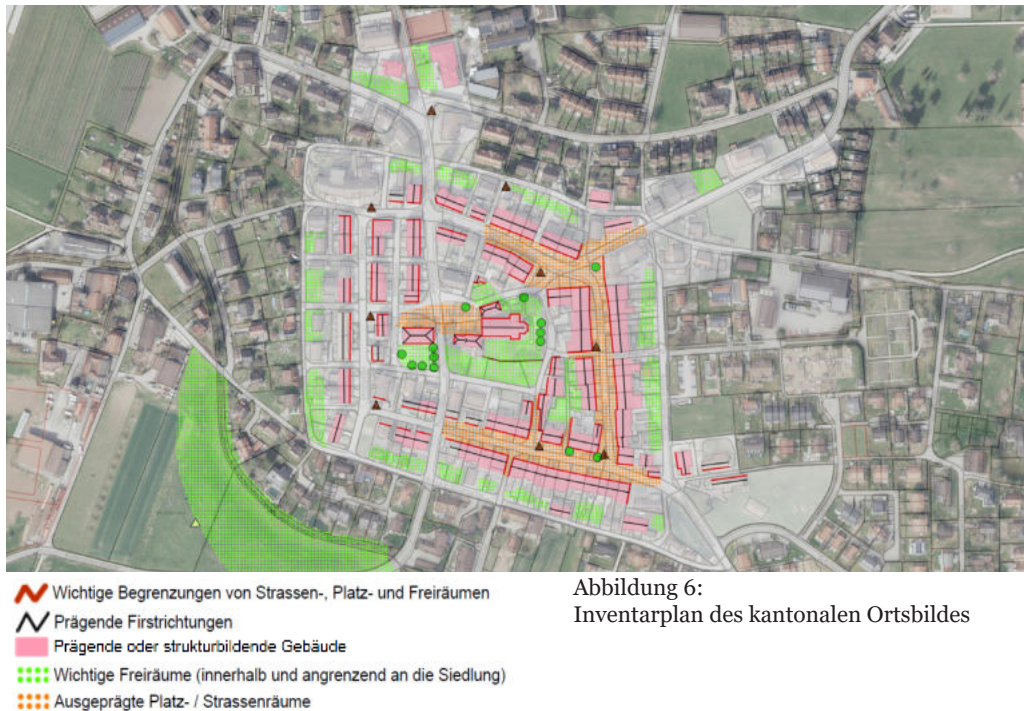 Wichtige Begrenzungen von Strassen-, Platz- und Freiräumen
Prägende Firstrichtungen
Prägende oder strukturbildende Gebäude
Wichtige Freiräume (innerhalb und angrenzend an die Siedlung)
Ausgeprägte Platz- / Strassenräume
Abbildung 6:
Inventarplan des kantonalen Ortsbildes